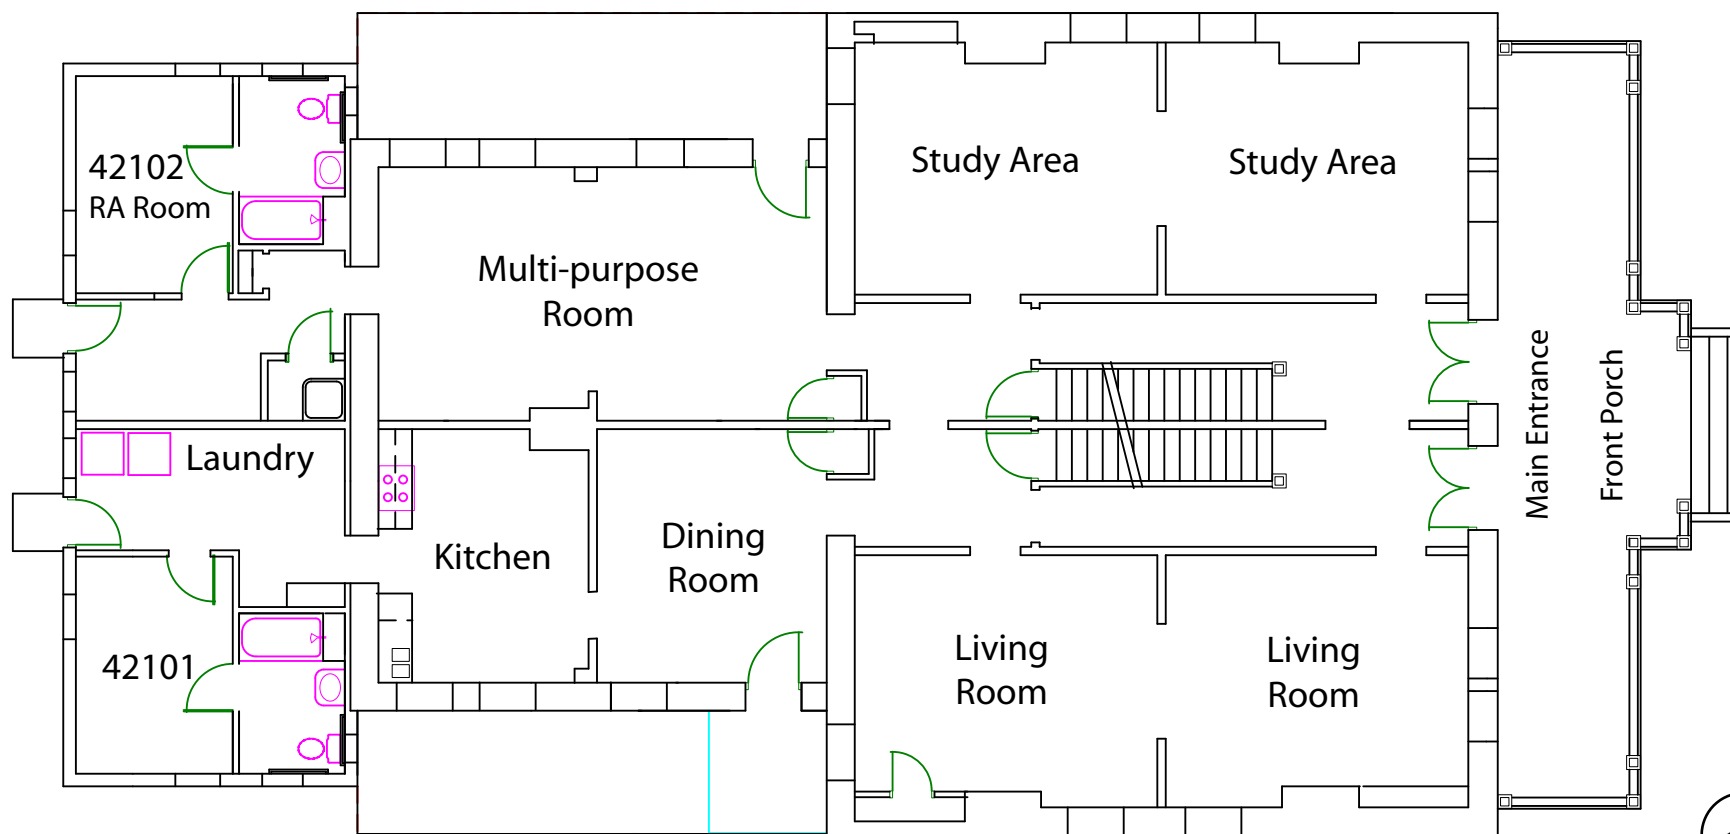 42102
RA Room
Study Area
Study Area
Multi-purpose
Room
Main Entrance
Front Porch
Laundry
Kitchen
Dining
Room
42101
Living
Room
Living
Room